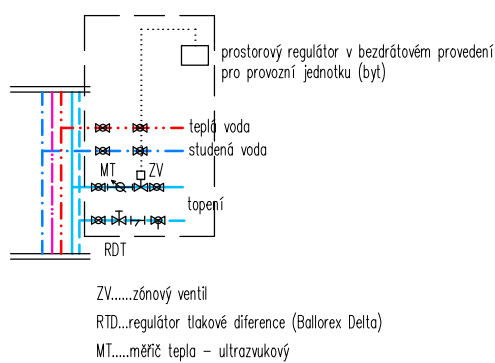 prostorový regulátor v bezdrátovém provedení
pro provozní jednotku (byt)
teplá voda
studená voda
MT
ZV
topení
RDT
ZV.....zónový ventil
RTD...regulátor tlakové diference (Ballorex Delta)
MT.....měřič tepla - ultrazvukový